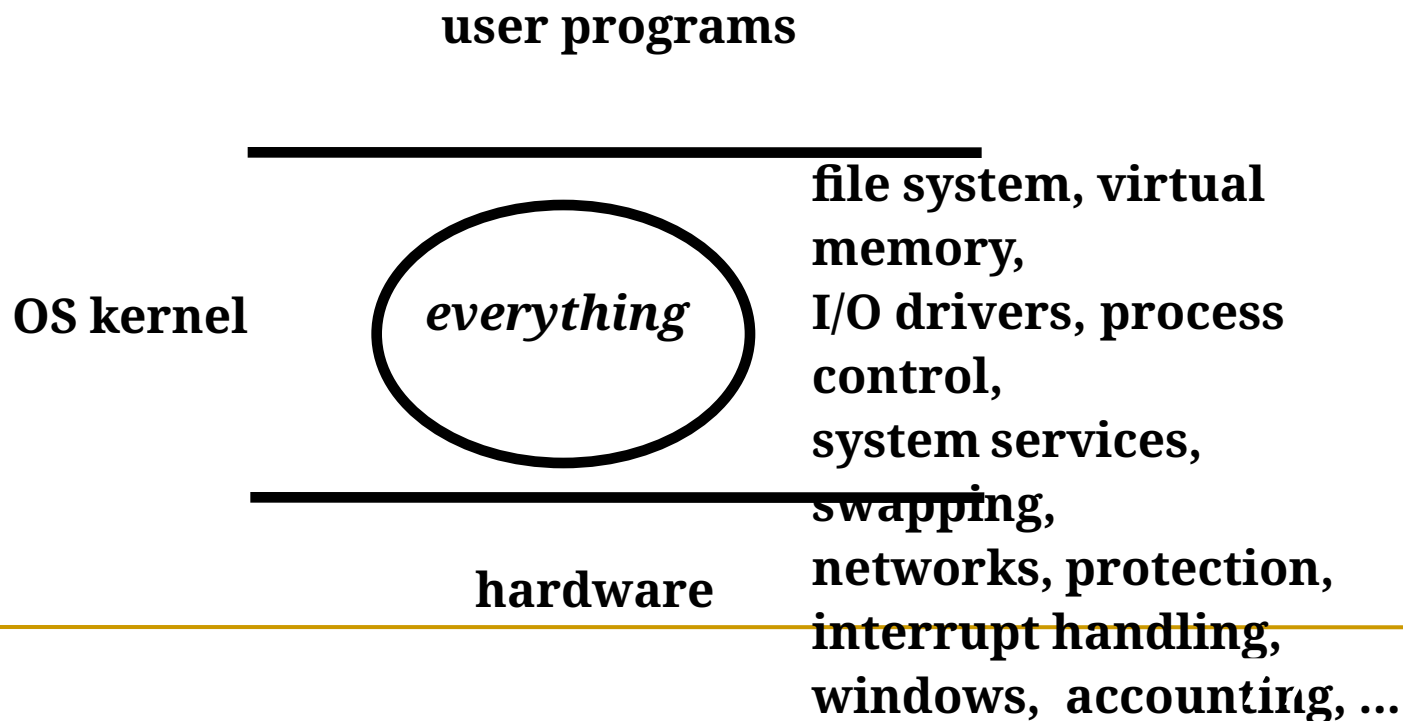 user programs
file system, virtual
memory,
OS kernel
everything
I/O drivers, process
control,
system services,
swapping,
hardware
networks, protection,
interrupt handling,
windows, accounting, ...